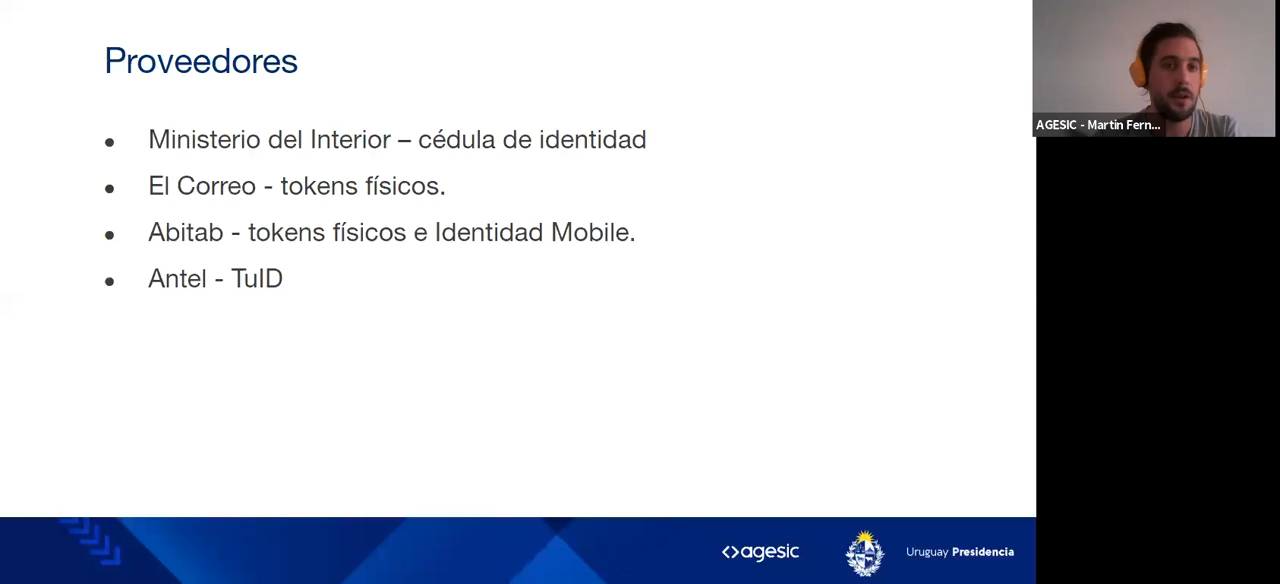 Proveedores
● Ministerio del Interior – cédula de identidad
● El Correo - tokens físicos.
● Abitab - tokens físicos e Identidad Mobile.
● Antel - TuID
AGESIC - Martin Fern...
<>agesic
Uruguay Presidencia